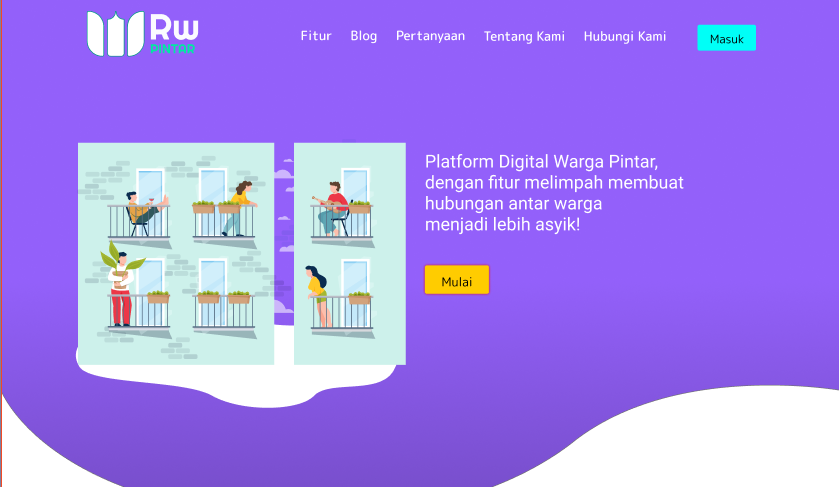 Rw
PINTAR
Fitur Blog Pertanyaan Tentang Kami Hubungi Kami Masuk
Platform Digital Warga Pintar,
dengan fitur melimpah membuat
hubungan antar warga
menjadi lebih asyik!
Mulai